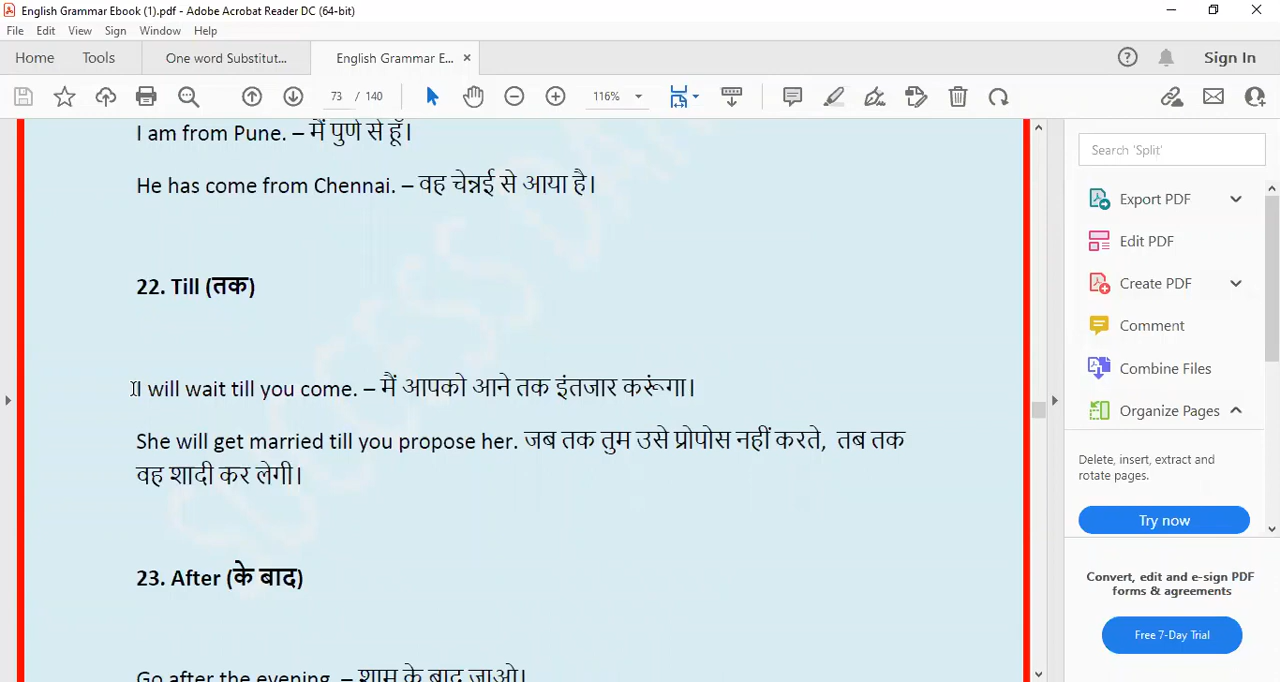 English Grammar Ebook (1).pdf - Adobe Acrobat Reader DC (64-bit)
File Edit View Sign Window Help
Home Tools One word Substitut... English Grammar E... × Sign In
73 / 140 116%
I am from Pune. – मैं पुणे से हूँ।
He has come from Chennai. – वह चेन्नई से आया है।
22. Till (तक)
I will wait till you come. – मैं आपको आने तक इंतजार करूंगा।
She will get married till you propose her. जब तक तुम उसे प्रोपोस नहीं करते, तब तक
वह शादी कर लेगी।
23. After (के बाद)
Go after the evening. – शाम के बाद जाओ।
Search 'Split'
Export PDF
Edit PDF
Create PDF
Comment
Combine Files
Organize Pages
Delete, insert, extract and
rotate pages.
Try now
Convert, edit and e-sign PDF
forms & agreements
Free 7-Day Trial